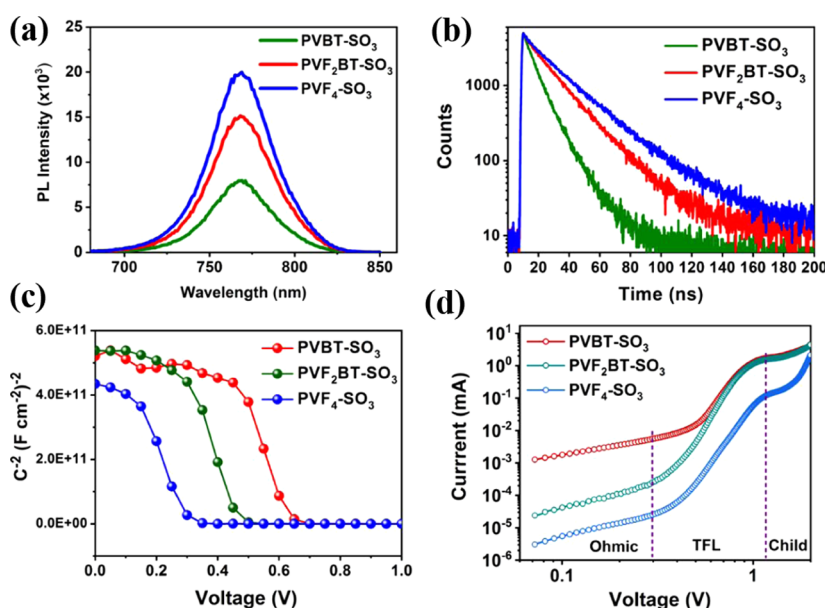 (a)
PVBT-SO3
PVF2BT-SO3
PVF4-SO3
PL Intensity (x10³)
25
20
15
10
5
0
700 750 800 850
Wavelength (nm)
(b)
PVBT-SO3
PVF2BT-SO3
PVF4-SO3
Counts
1000
100
10
0 20 40 60 80 100 120 140 160 180 200
Time (ns)
(c)
PVBT-SO3
PVF2BT-SO3
PVF4-SO3
C⁻² (F cm⁻²)⁻²
6.0E+11
4.0E+11
2.0E+11
0.0E+00
0.0 0.2 0.4 0.6 0.8 1.0
Voltage (V)
(d)
PVBT-SO3
PVF2BT-SO3
PVF4-SO3
Currrent (mA)
10¹
10⁰
10⁻¹
10⁻²
10⁻³
10⁻⁴
10⁻⁵
10⁻⁶
Ohmic TFL Child
0.1 1
Voltage (V)